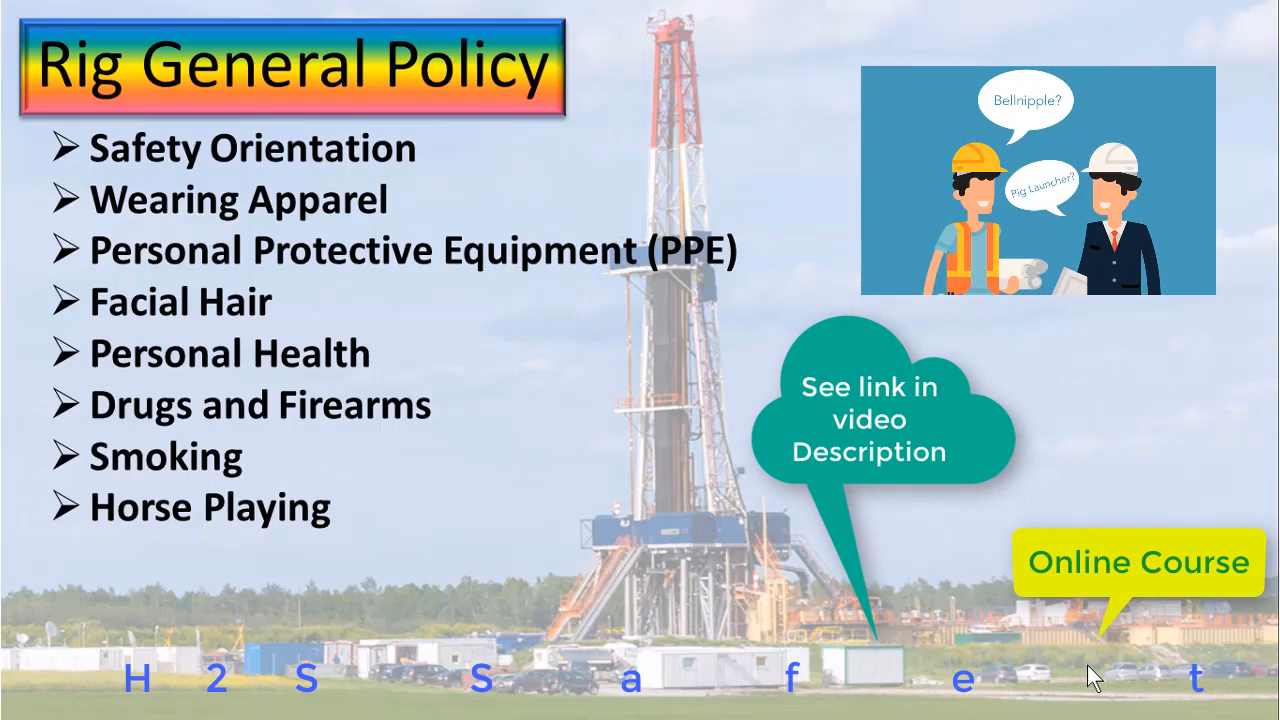 Rig General Policy
Safety Orientation
Wearing Apparel
Personal Protective Equipment (PPE)
Facial Hair
Personal Health
Drugs and Firearms
Smoking
Horse Playing
Bellnipple?
Pig Launcher?
See link in
video
Description
Online Course
H 2 S S a f e t